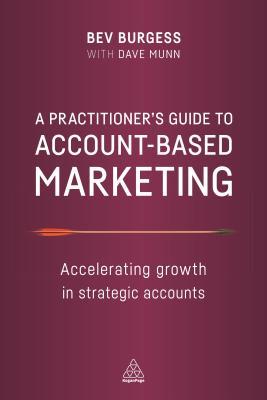 BEV BURGESS
WITH DAVE MUNN
A PRACTITIONER'S GUIDE TO
ACCOUNT-BASED
MARKETING
Accelerating growth
in strategic accounts
KoganPage